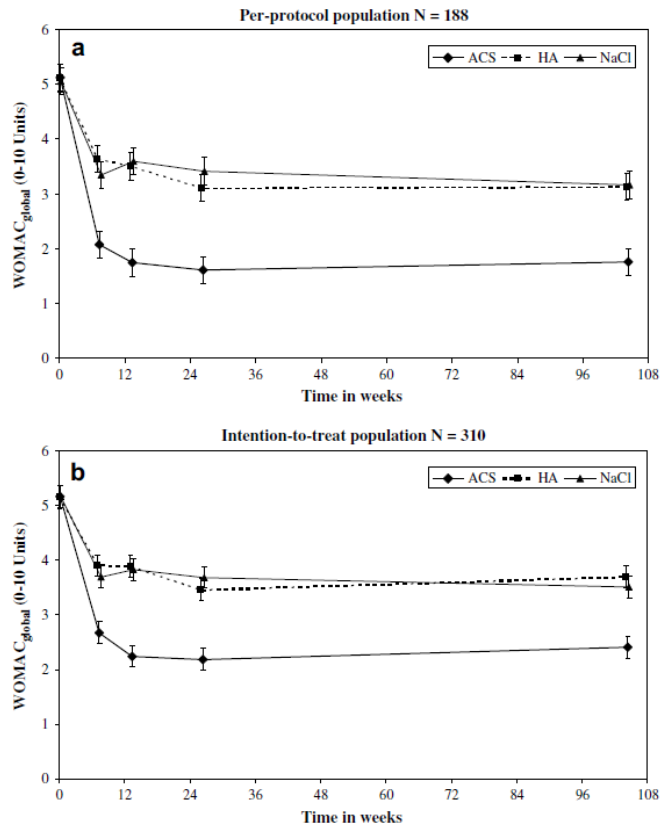 Per-protocol population N = 188
a
ACS HA NaCl
WOMAC_global (0-10 Units)
6
5
4
3
2
1
0
0 12 24 36 48 60 72 84 96 108
Time in weeks
Intention-to-treat population N = 310
b
ACS HA NaCl
WOMAC_global (0-10 Units)
6
5
4
3
2
1
0
0 12 24 36 48 60 72 84 96 108
Time in weeks